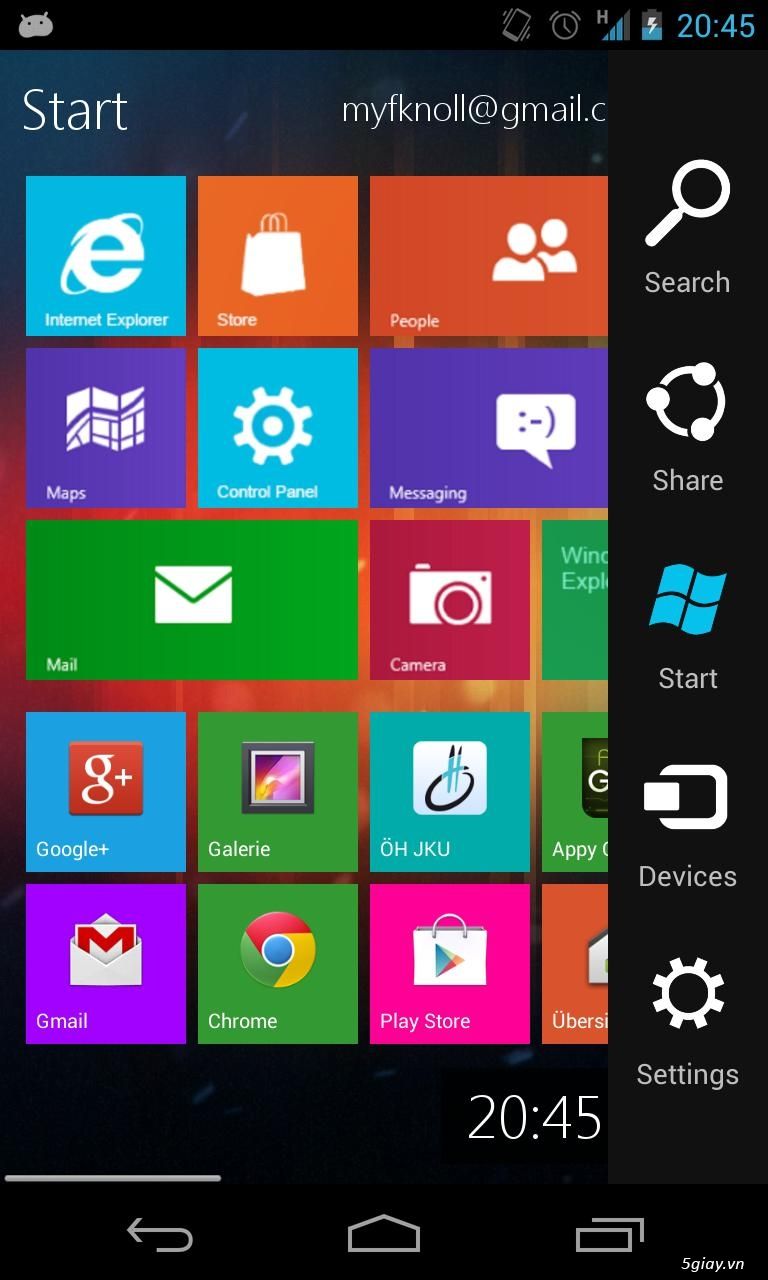 H
20:45
Start
myfknoll@gmail.c
Internet Explorer
Store
People
Search
Maps
Control Panel
:-)
Messaging
Share
Mail
Camera
Wind
Explo
Start
g+
Google+
Galerie
ÖH JKU
Appy G
Devices
Gmail
Chrome
Play Store
Übersi
Settings
20:45
5giay.vn